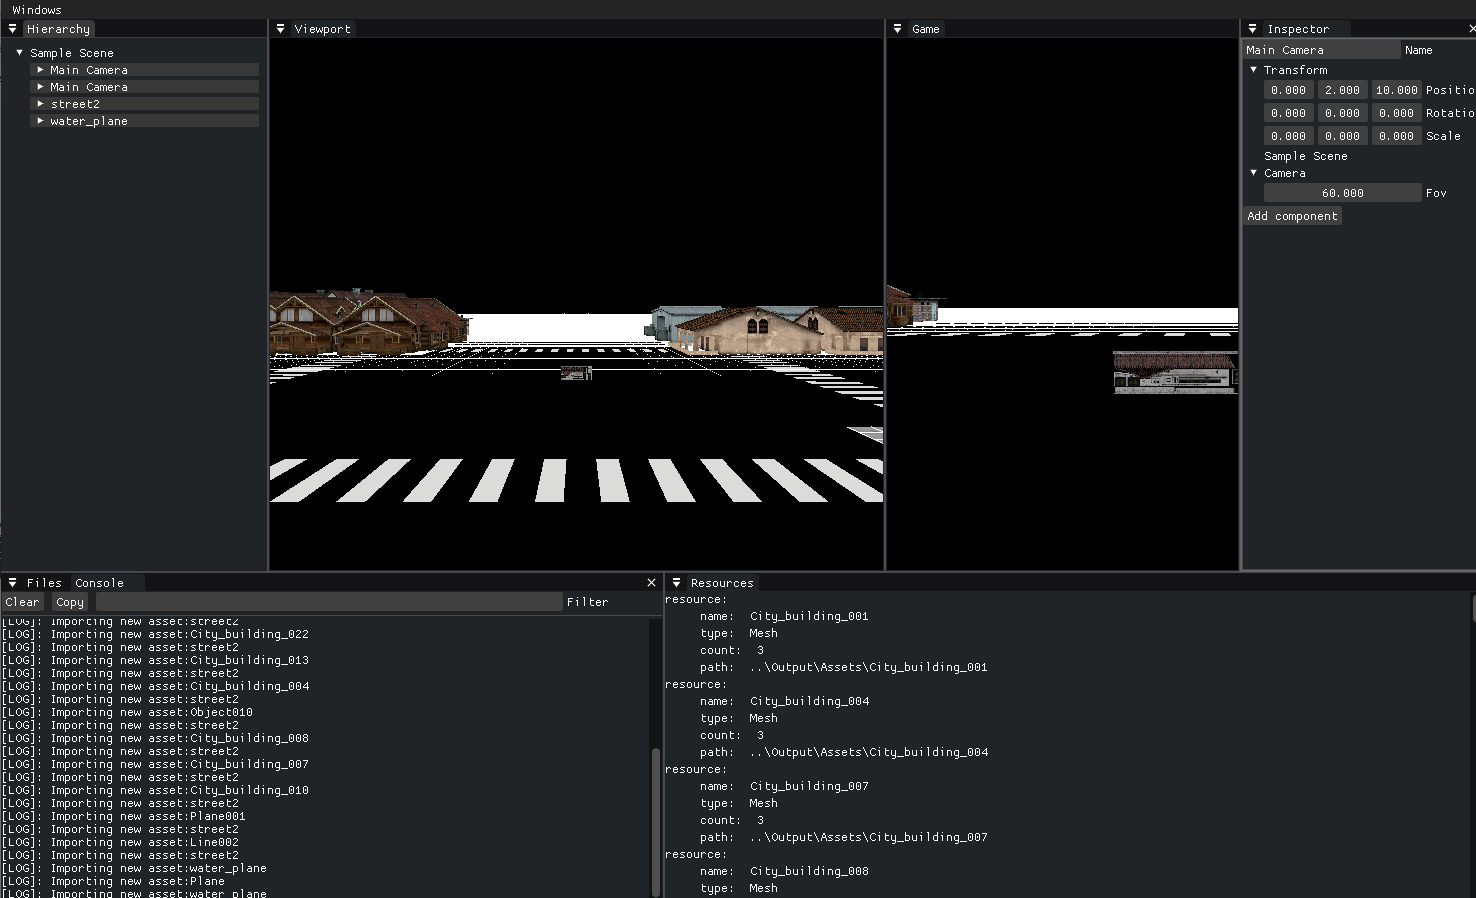 Windows
Hierarchy
Sample Scene
Main Camera
Main Camera
street2
water_plane
Viewport
Game
Inspector
Main Camera Name
Transform
0.000 2.000 10.000 Positio
0.000 0.000 0.000 Rotatio
0.000 0.000 0.000 Scale
Sample Scene
Camera
60.000 Fov
Add component
Files Console
Clear Copy Filter
[LOG]: Importing new asset:street2
[LOG]: Importing new asset:City_building_022
[LOG]: Importing new asset:street2
[LOG]: Importing new asset:City_building_013
[LOG]: Importing new asset:street2
[LOG]: Importing new asset:City_building_004
[LOG]: Importing new asset:street2
[LOG]: Importing new asset:Object010
[LOG]: Importing new asset:street2
[LOG]: Importing new asset:City_building_008
[LOG]: Importing new asset:street2
[LOG]: Importing new asset:City_building_007
[LOG]: Importing new asset:street2
[LOG]: Importing new asset:City_building_010
[LOG]: Importing new asset:street2
[LOG]: Importing new asset:Plane001
[LOG]: Importing new asset:street2
[LOG]: Importing new asset:Line002
[LOG]: Importing new asset:street2
[LOG]: Importing new asset:water_plane
[LOG]: Importing new asset:Plane
[LOG]: Importing new asset:water_plane
Resources
resource:
name: City_building_001
type: Mesh
count: 3
path: ..\Output\Assets\City_building_001
resource:
name: City_building_004
type: Mesh
count: 3
path: ..\Output\Assets\City_building_004
resource:
name: City_building_007
type: Mesh
count: 3
path: ..\Output\Assets\City_building_007
resource:
name: City_building_008
type: Mesh